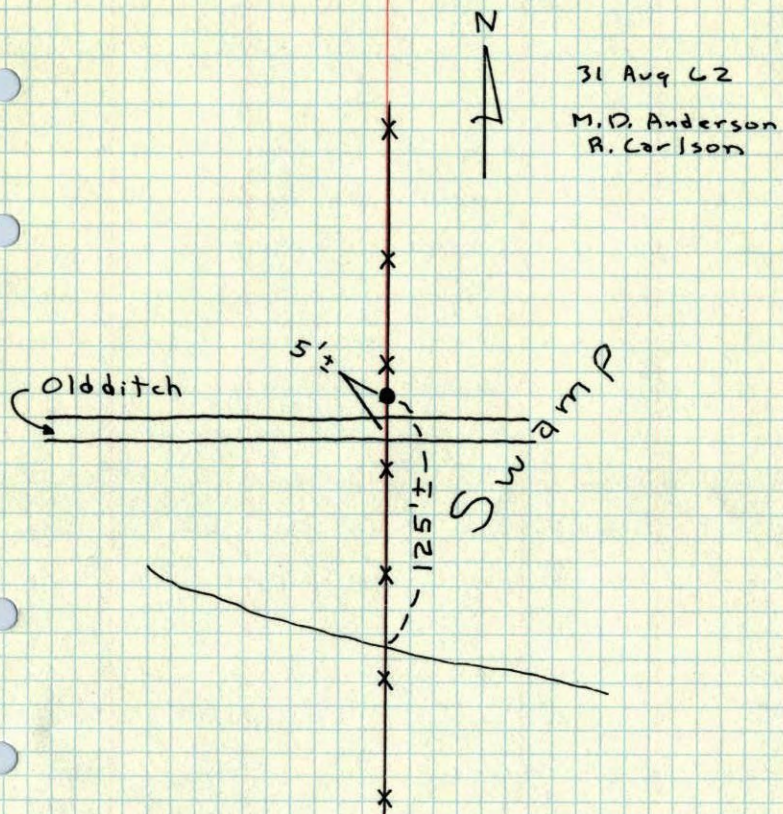 N
31 Aug 62
M.D. Anderson
R. Carlson
5'±
Old ditch
Swamp
125'±